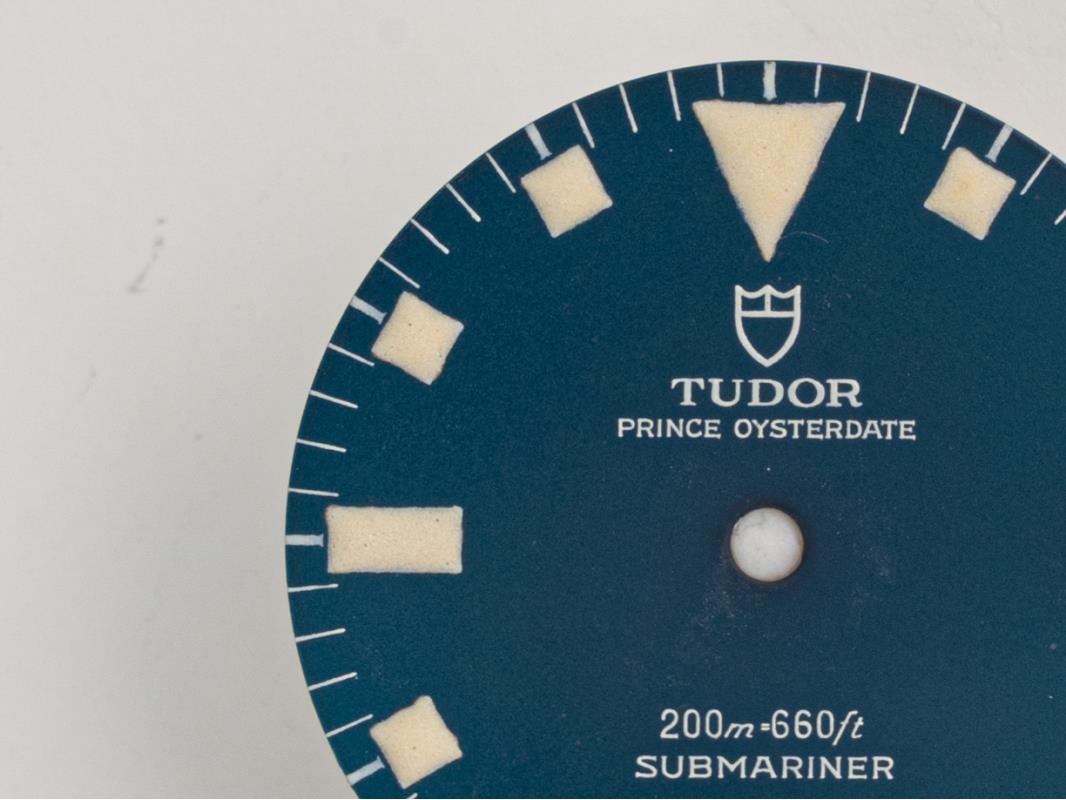 TUDOR
PRINCE OYSTERDATE
200m=660ft
SUBMARINER